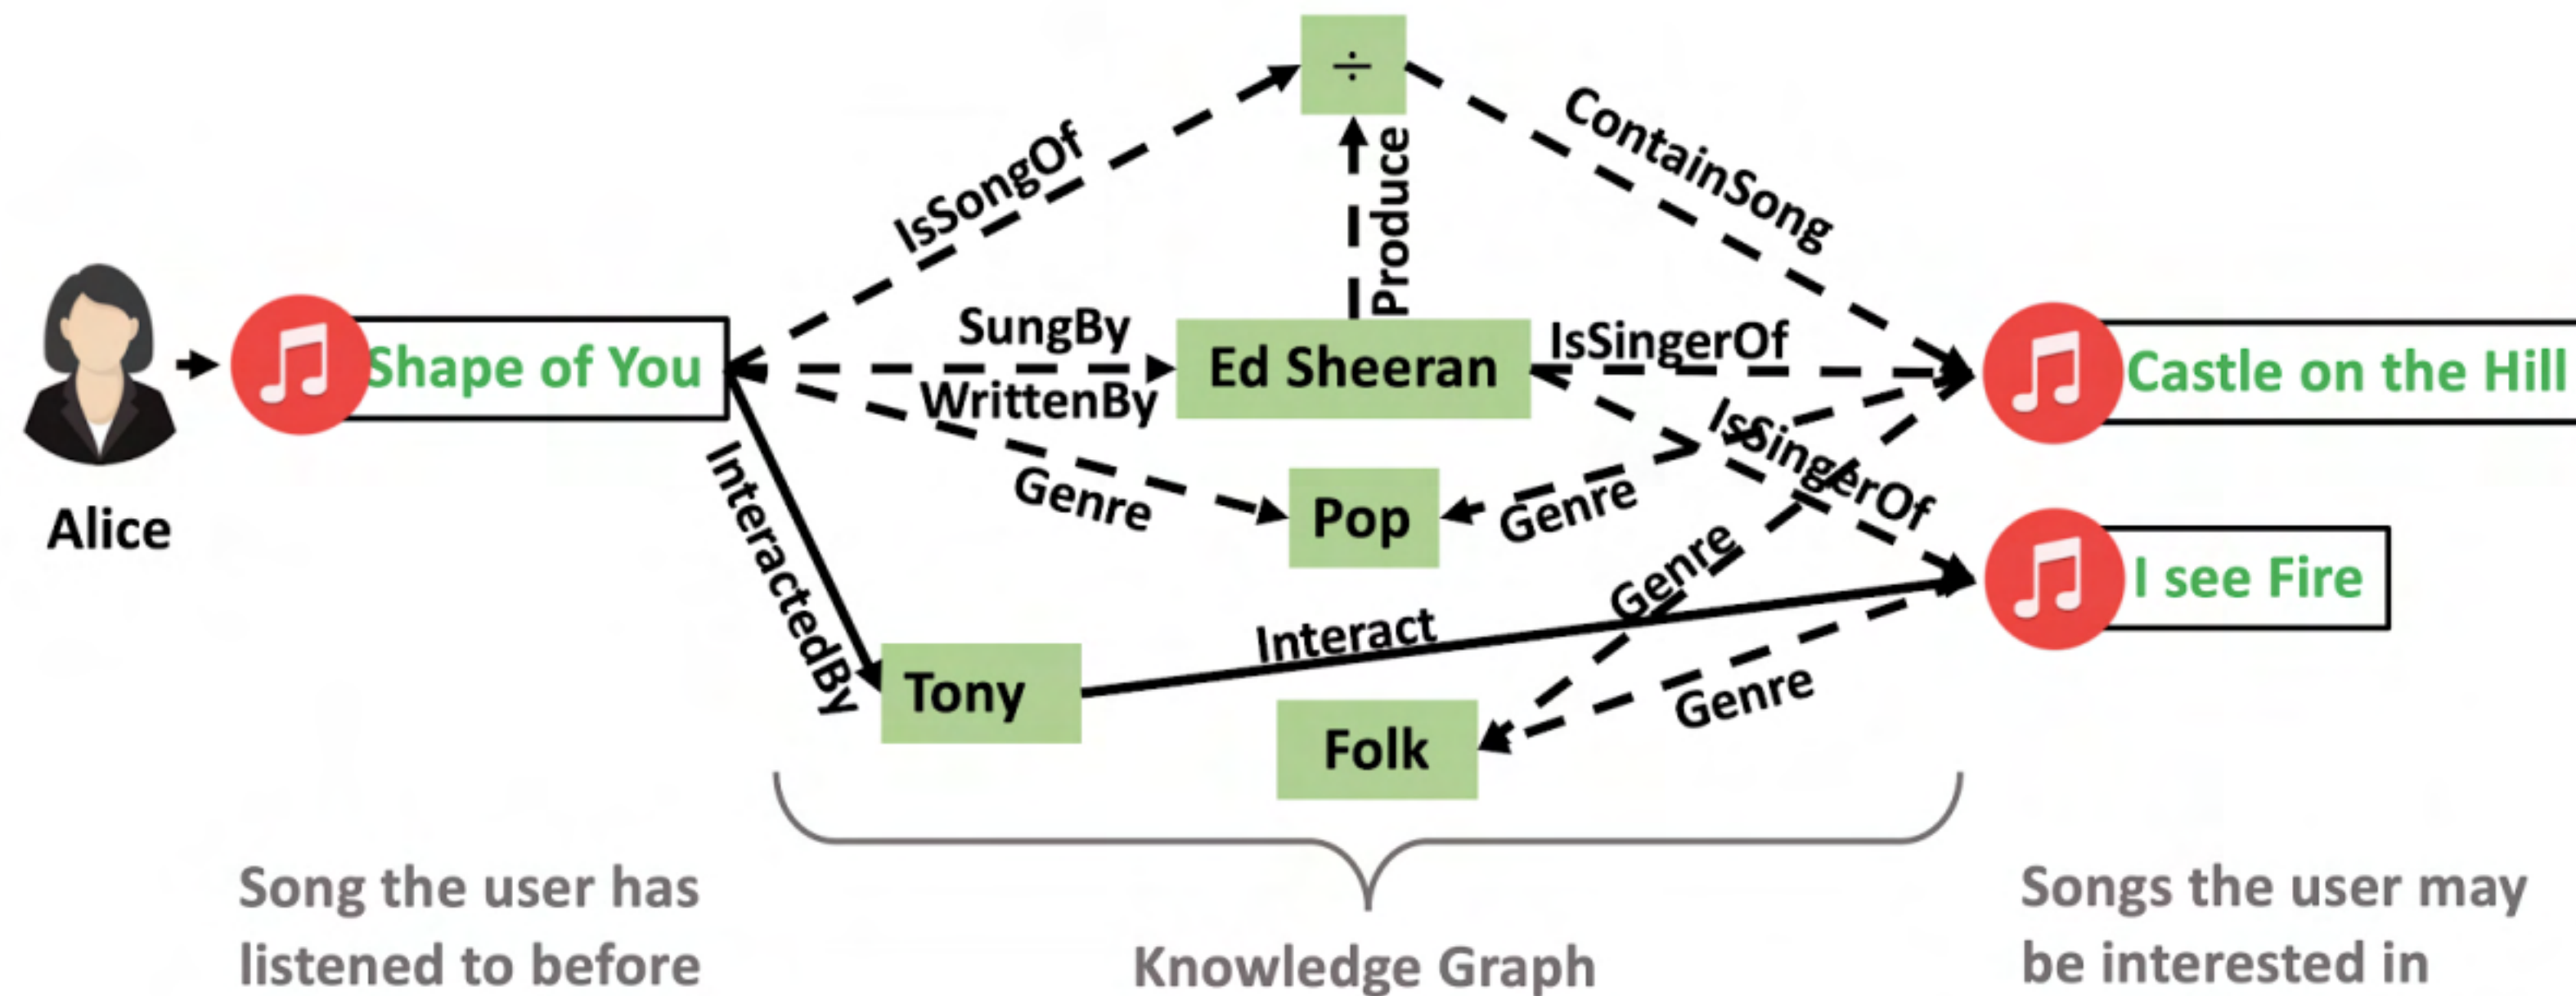 ÷
IsSongOf
ContainSong
Produce
Shape of You
SungBy
Ed Sheeran
IsSingerOf
Castle on the Hill
WrittenBy
IsSingerOf
Genre
Pop
Genre
Alice
InteractedBy
Genre
I see Fire
Interact
Tony
Genre
Folk
Song the user has
listened to before
Knowledge Graph
Songs the user may
be interested in